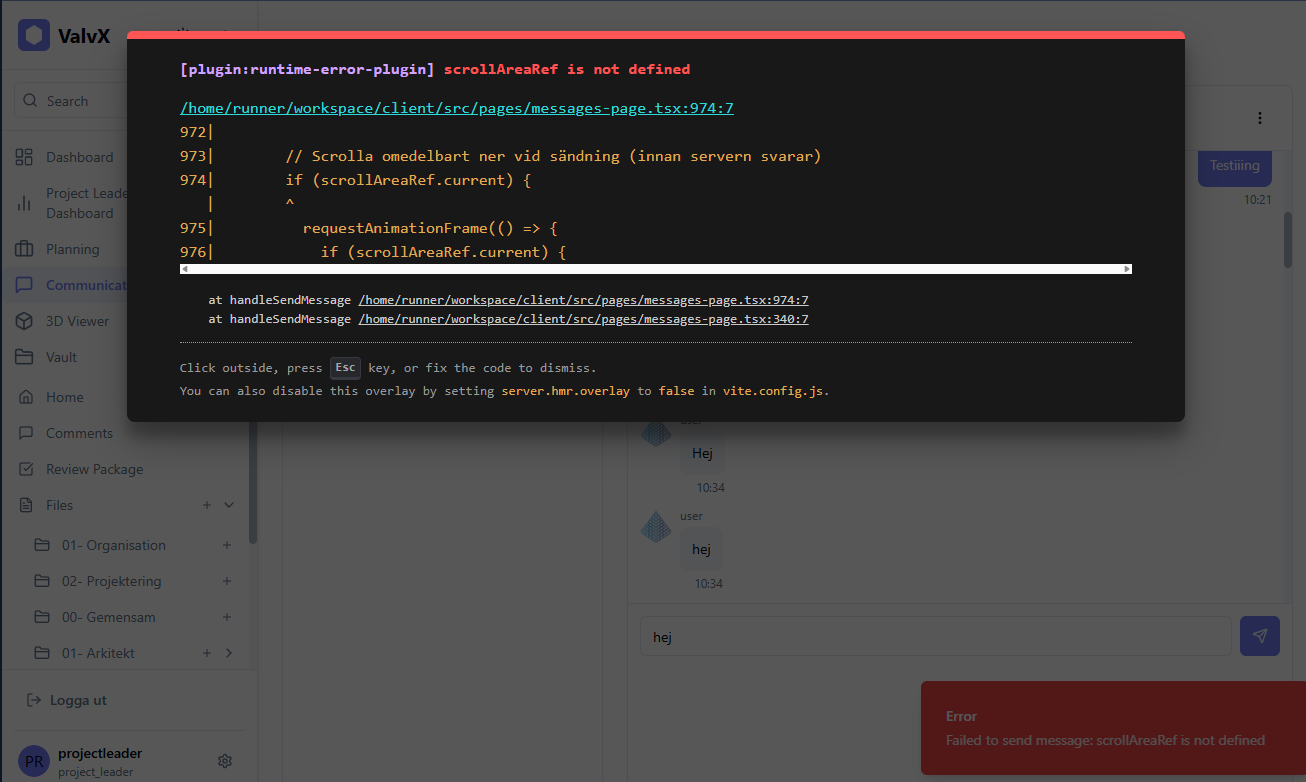 ValvX
[plugin:runtime-error-plugin] scrollAreaRef is not defined
/home/runner/workspace/client/src/pages/messages-page.tsx:974:7
972|
973|        // Scrolla omedelbart ner vid sändning (innan servern svarar)
974|        if (scrollAreaRef.current) {
   |        ^
975|          requestAnimationFrame(() => {
976|            if (scrollAreaRef.current) {
at handleSendMessage /home/runner/workspace/client/src/pages/messages-page.tsx:974:7
at handleSendMessage /home/runner/workspace/client/src/pages/messages-page.tsx:340:7
Click outside, press Esc key, or fix the code to dismiss.
You can also disable this overlay by setting server.hmr.overlay to false in vite.config.js.
Search
Dashboard
Project Leade
Dashboard
Planning
Communicat
3D Viewer
Vault
Home
Comments
Review Package
Files
01- Organisation
02- Projektering
00- Gemensam
01- Arkitekt
Logga ut
PR
projectleader
project_leader
Testiiing
10:21
user
Hej
10:34
user
hej
10:34
hej
Error
Failed to send message: scrollAreaRef is not defined